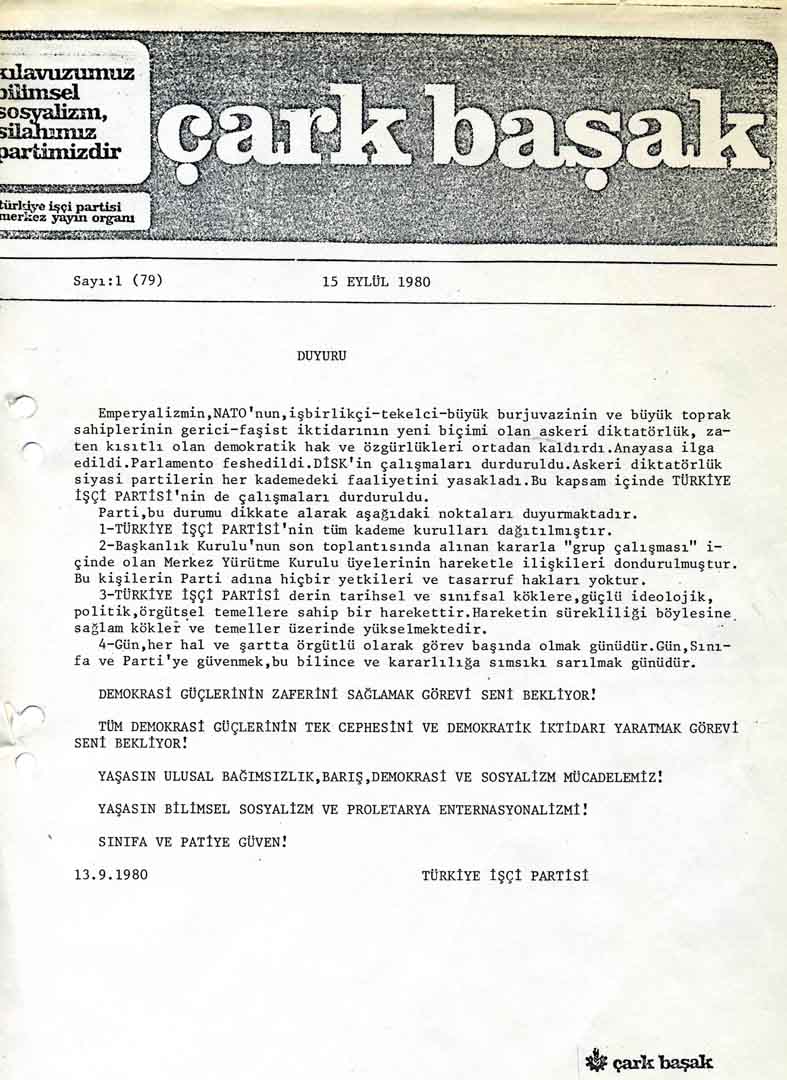 kılavuzumuz
bilimsel
sosyalizm,
silahımız
partimizdir
türkiye işçi partisi
merkez yayın organı
çark başak
Sayı:1 (79) 15 EYLÜL 1980
DUYURU
Emperyalizmin,NATO'nun,işbirlikçi-tekelci-büyük burjuvazinin ve büyük toprak
sahiplerinin gerici-faşist iktidarının yeni biçimi olan askeri diktatörlük, za-
ten kısıtlı olan demokratik hak ve özgürlükleri ortadan kaldırdı.Anayasa ilga
edildi.Parlamento feshedildi.DİSK'in çalışmaları durduruldu.Askeri diktatörlük
siyasi partilerin her kademedeki faaliyetini yasakladı.Bu kapsam içinde TÜRKİYE
İŞÇİ PARTİSİ'nin de çalışmaları durduruldu.
Parti,bu durumu dikkate alarak aşağıdaki noktaları duyurmaktadır.
1-TÜRKİYE İŞÇİ PARTİSİ'nin tüm kademe kurulları dağıtılmıştır.
2-Başkanlık Kurulu'nun son toplantısında alınan kararla "grup çalışması" i-
çinde olan Merkez Yürütme Kurulu üyelerinin hareketle ilişkileri dondurulmuştur.
Bu kişilerin Parti adına hiçbir yetkileri ve tasarruf hakları yoktur.
3-TÜRKİYE İŞÇİ PARTİSİ derin tarihsel ve sınıfsal köklere,güçlü ideolojik,
politik,örgütsel temellere sahip bir harekettir.Hareketin sürekliliği böylesine
sağlam kökler ve temeller üzerinde yükselmektedir.
4-Gün,her hal ve şartta örgütlü olarak görev başında olmak günüdür.Gün,Sını-
fa ve Parti'ye güvenmek,bu bilince ve kararlılığa sımsıkı sarılmak günüdür.
DEMOKRASİ GÜÇLERİNİN ZAFERİNİ SAĞLAMAK GÖREVİ SENİ BEKLİYOR!
TÜM DEMOKRASİ GÜÇLERİNİN TEK CEPHESİNİ VE DEMOKRATİK İKTİDARI YARATMAK GÖREVİ
SENİ BEKLİYOR!
YAŞASIN ULUSAL BAĞIMSIZLIK,BARIŞ,DEMOKRASİ VE SOSYALİZM MÜCADELEMİZ!
YAŞASIN BİLİMSEL SOSYALİZM VE PROLETARYA ENTERNASYONALİZMİ!
SINIFA VE PATİYE GÜVEN!
13.9.1980 TÜRKİYE İŞÇİ PARTİSİ
çark başak